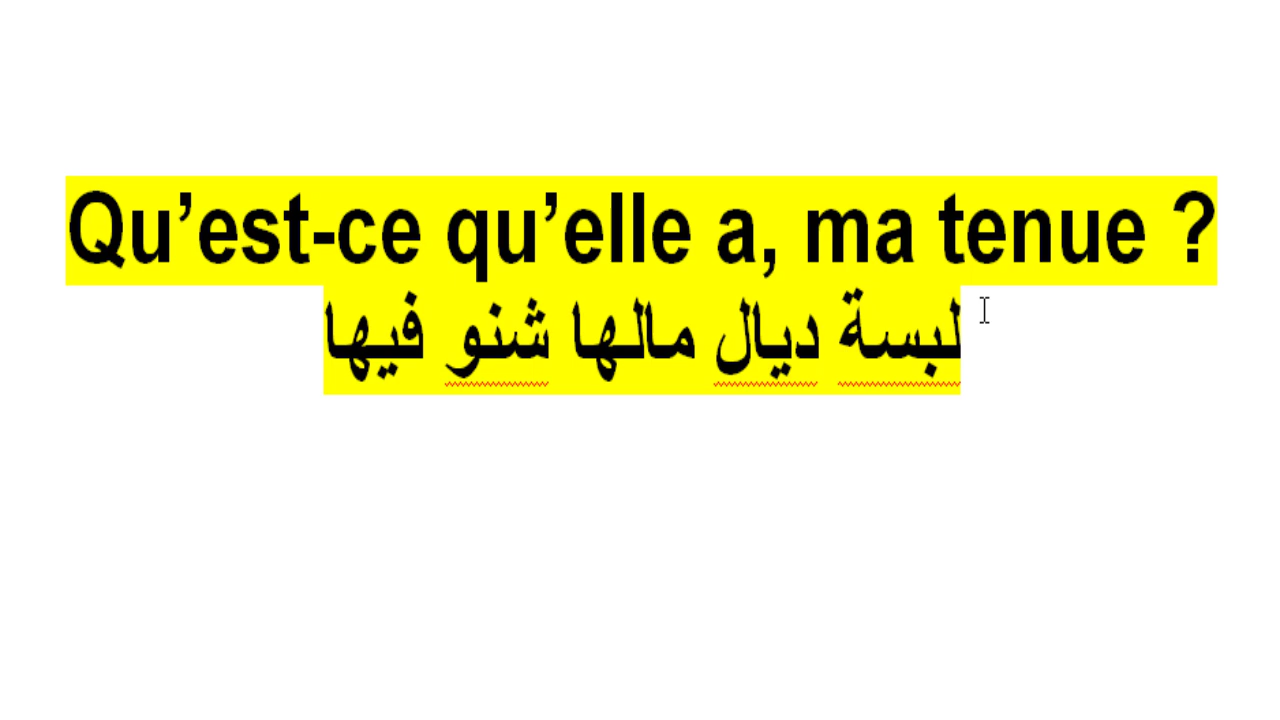 Qu’est-ce qu’elle a, ma tenue ?
لبسة ديال مالها شنو فيها